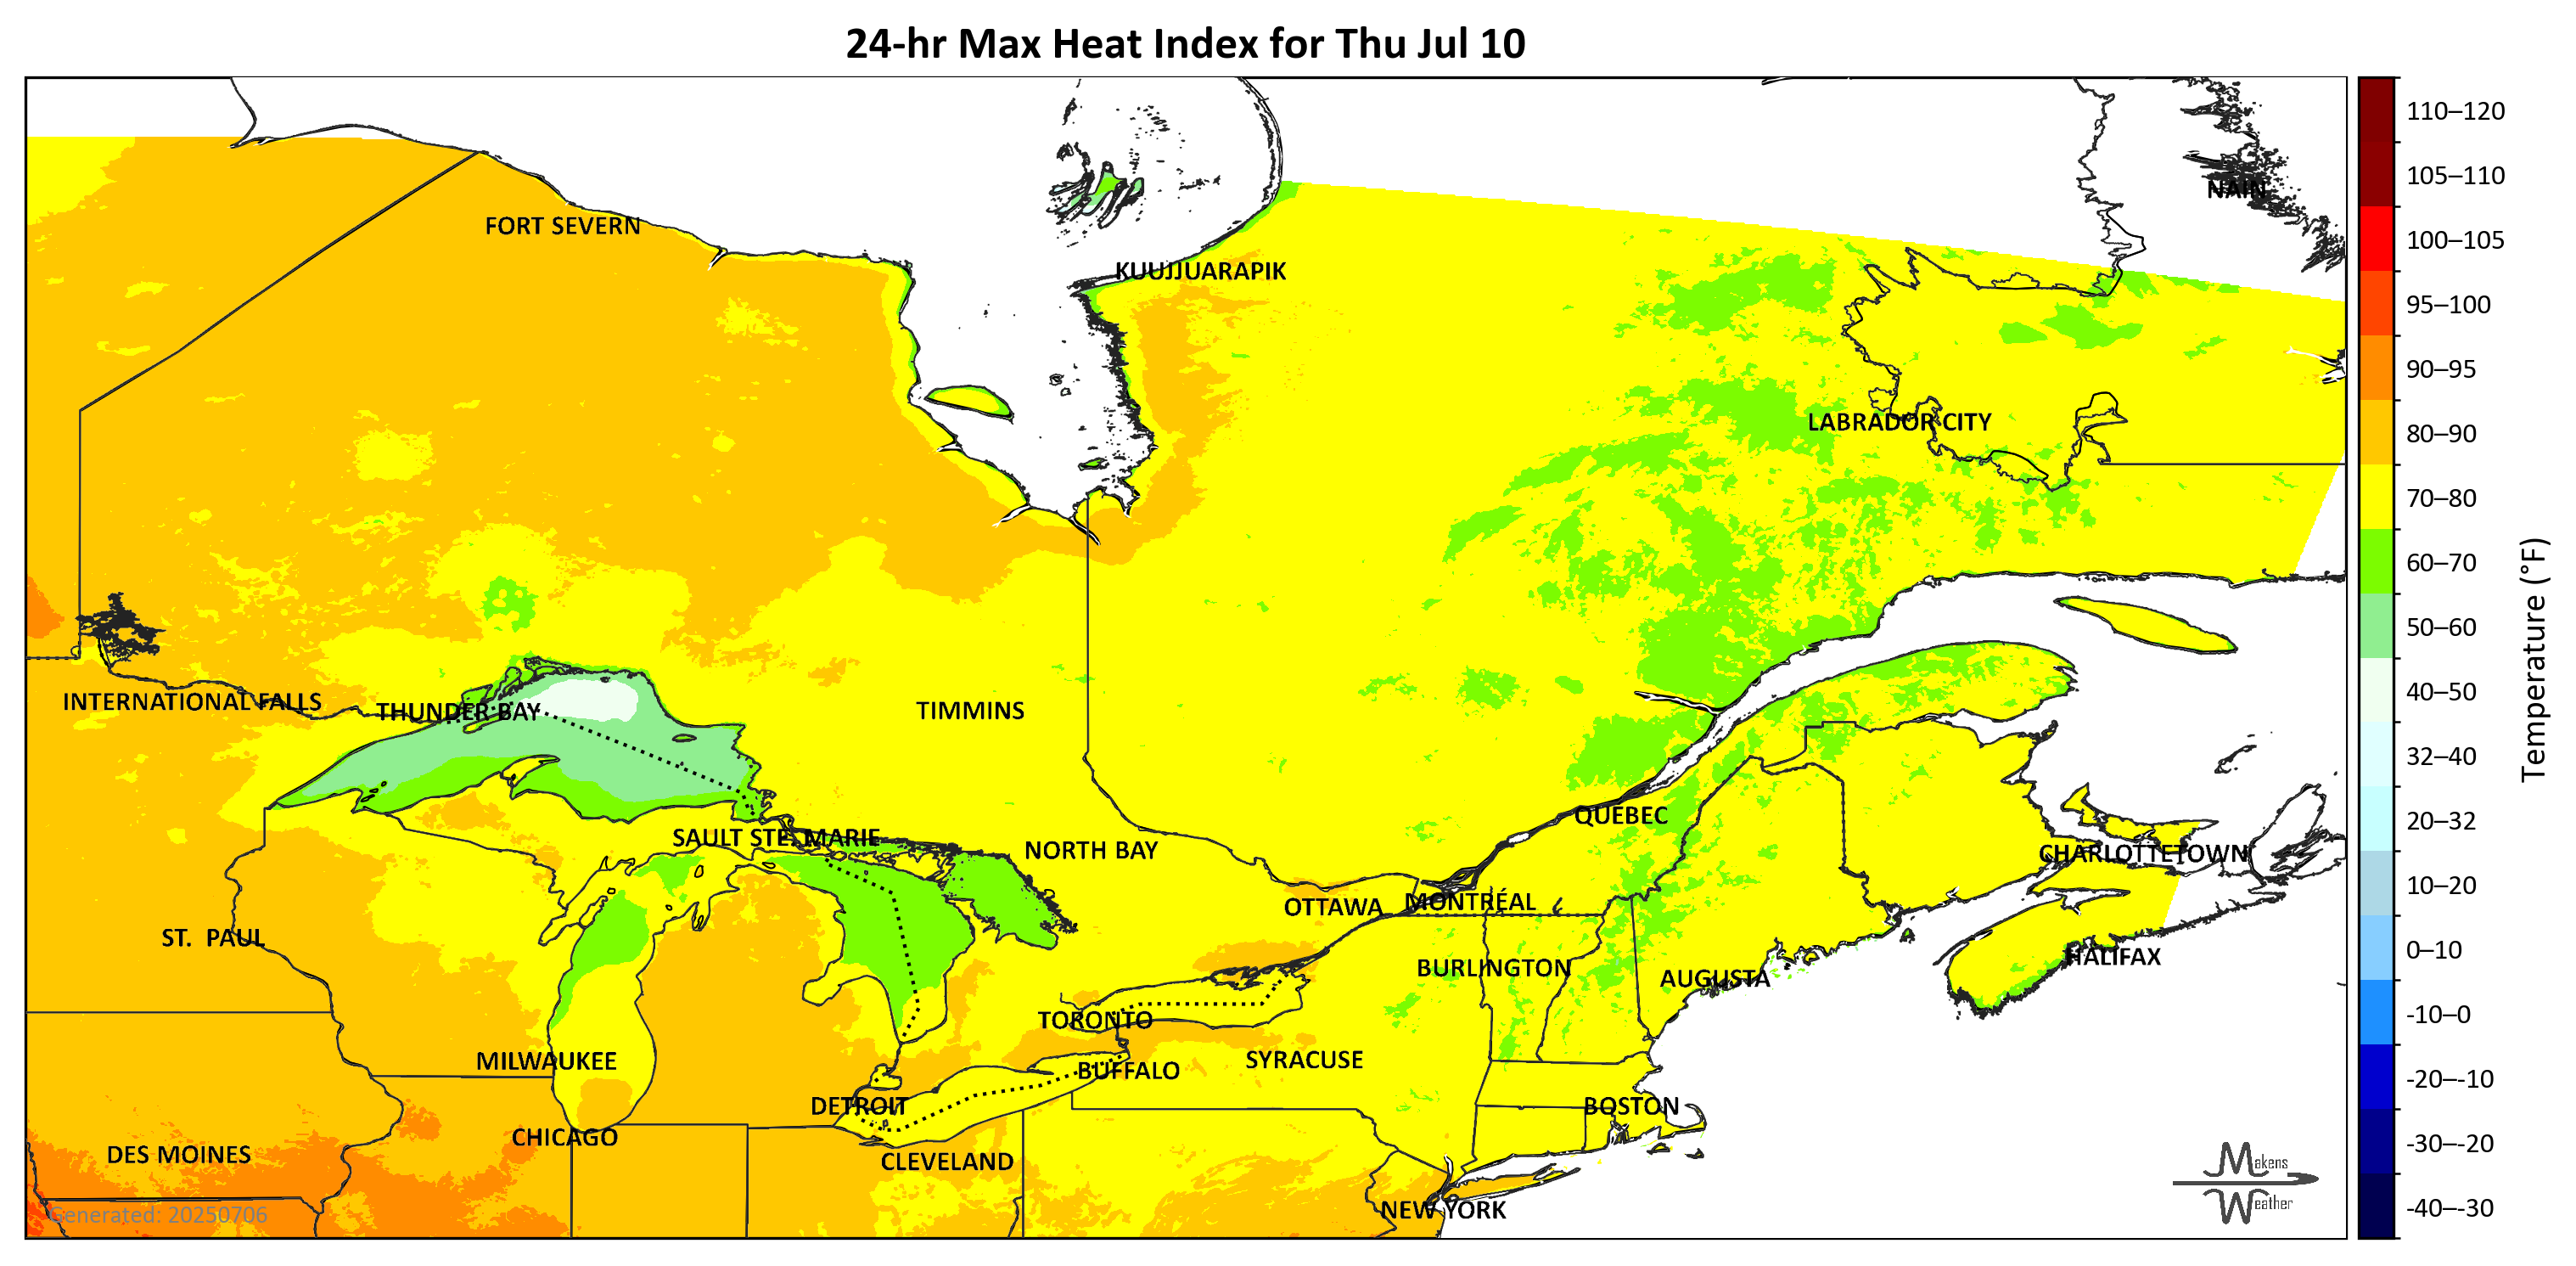 24-hr Max Heat Index for Thu Jul 10
110–120
105–110
100–105
95–100
90–95
80–90
70–80
60–70
50–60
40–50
32–40
20–32
10–20
0–10
-10–0
-20–-10
-30–-20
-40–-30
Temperature (°F)
NAIN
FORT SEVERN
KUUJJUARAPIK
LABRADOR CITY
INTERNATIONAL FALLS
THUNDER BAY
TIMMINS
QUÉBEC
SAULT STE. MARIE
NORTH BAY
CHARLOTTETOWN
OTTAWA
MONTRÉAL
ST. PAUL
HALIFAX
BURLINGTON
AUGUSTA
TORONTO
MILWAUKEE
SYRACUSE
BUFFALO
DETROIT
BOSTON
CHICAGO
DES MOINES
CLEVELAND
NEW YORK
Generated: 20250706
Makens
Weather